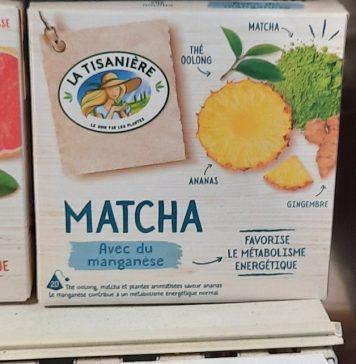 MATCHA
THÉ
OOLONG
LA TISANIÈRE
LE BON PAR LES PLANTES
ANANAS
GINGEMBRE
MATCHA
Avec du
manganèse
FAVORISE
LE MÉTABOLISME
ÉNERGÉTIQUE
20 Thé oolong, matcha et plantes aromatisées saveur ananas
Le manganèse contribue à un métabolisme énergétique normal